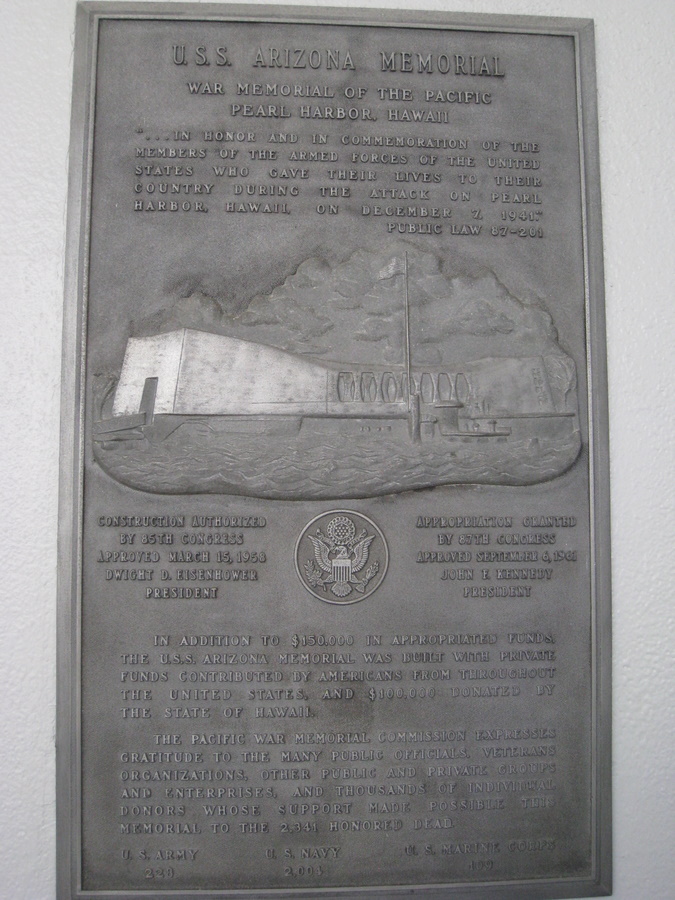 U.S.S. ARIZONA MEMORIAL
WAR MEMORIAL OF THE PACIFIC
PEARL HARBOR, HAWAII
"...IN HONOR AND IN COMMEMORATION OF THE
MEMBERS OF THE ARMED FORCES OF THE UNITED
STATES WHO GAVE THEIR LIVES TO THEIR
COUNTRY DURING THE ATTACK ON PEARL
HARBOR, HAWAII, ON DECEMBER 7, 1941."
PUBLIC LAW 87-201
CONSTRUCTION AUTHORIZED
BY 85TH CONGRESS
APPROVED MARCH 15, 1958
DWIGHT D. EISENHOWER
PRESIDENT
APPROPRIATION GRANTED
BY 87TH CONGRESS
APPROVED SEPTEMBER 6, 1961
JOHN F. KENNEDY
PRESIDENT
IN ADDITION TO $150,000 IN APPROPRIATED FUNDS,
THE U.S.S. ARIZONA MEMORIAL WAS BUILT WITH PRIVATE
FUNDS CONTRIBUTED BY AMERICANS FROM THROUGHOUT
THE UNITED STATES, AND $100,000 DONATED BY
THE STATE OF HAWAII.
THE PACIFIC WAR MEMORIAL COMMISSION EXPRESSES
GRATITUDE TO THE MANY PUBLIC OFFICIALS, VETERANS
ORGANIZATIONS, OTHER PUBLIC AND PRIVATE GROUPS
AND ENTERPRISES, AND THOUSANDS OF INDIVIDUAL
DONORS WHOSE SUPPORT MADE POSSIBLE THIS
MEMORIAL TO THE 2,341 HONORED DEAD.
U. S. ARMY
U. S. NAVY
U. S. MARINE CORPS
228
2,004
109